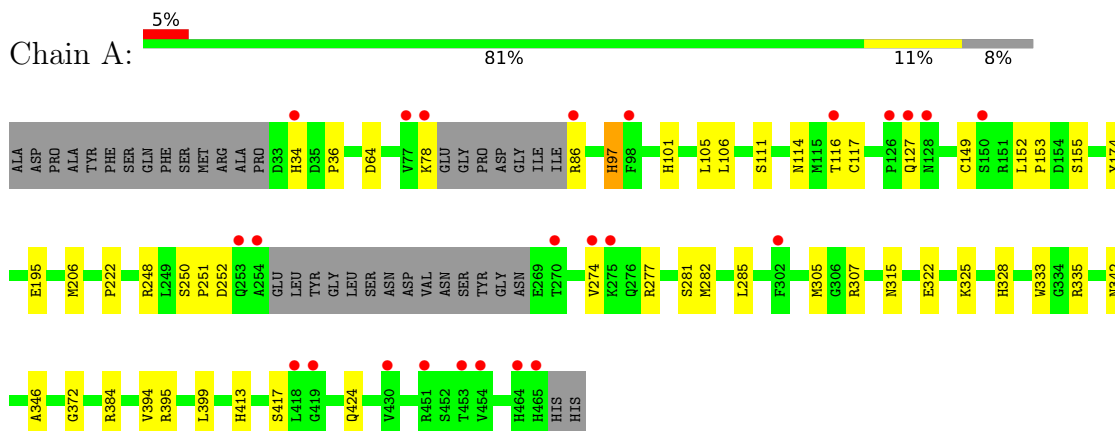 5%
Chain A:
81% 11% 8%
ALA ASP PRO ALA TYR PHE SER GLN PHE SER MET ARG ALA PRO D33 H34 D35 P36 D64 V77 K78 GLU GLY PRO ASP GLY ILE ILE R86 H97 F98 H101 L105 L106 S111 N114 M115 T116 C117 P126 Q127 N128 C149 S150 R151 L152 P153 D154 S155 Y174
E195 M206 P222 R248 L249 S250 P251 D252 Q253 A254 GLU LEU TYR GLY LEU SER ASN ASP VAL ASN SER TYR GLY ASN E269 T270 V274 K275 Q276 R277 S281 M282 L285 F302 M305 G306 R307 N315 E322 K325 H328 W333 G334 R335 N342
A346 G372 R384 V394 R395 L399 H413 S417 L418 G419 Q424 V430 R451 S452 T453 V454 H464 H465 HIS HIS